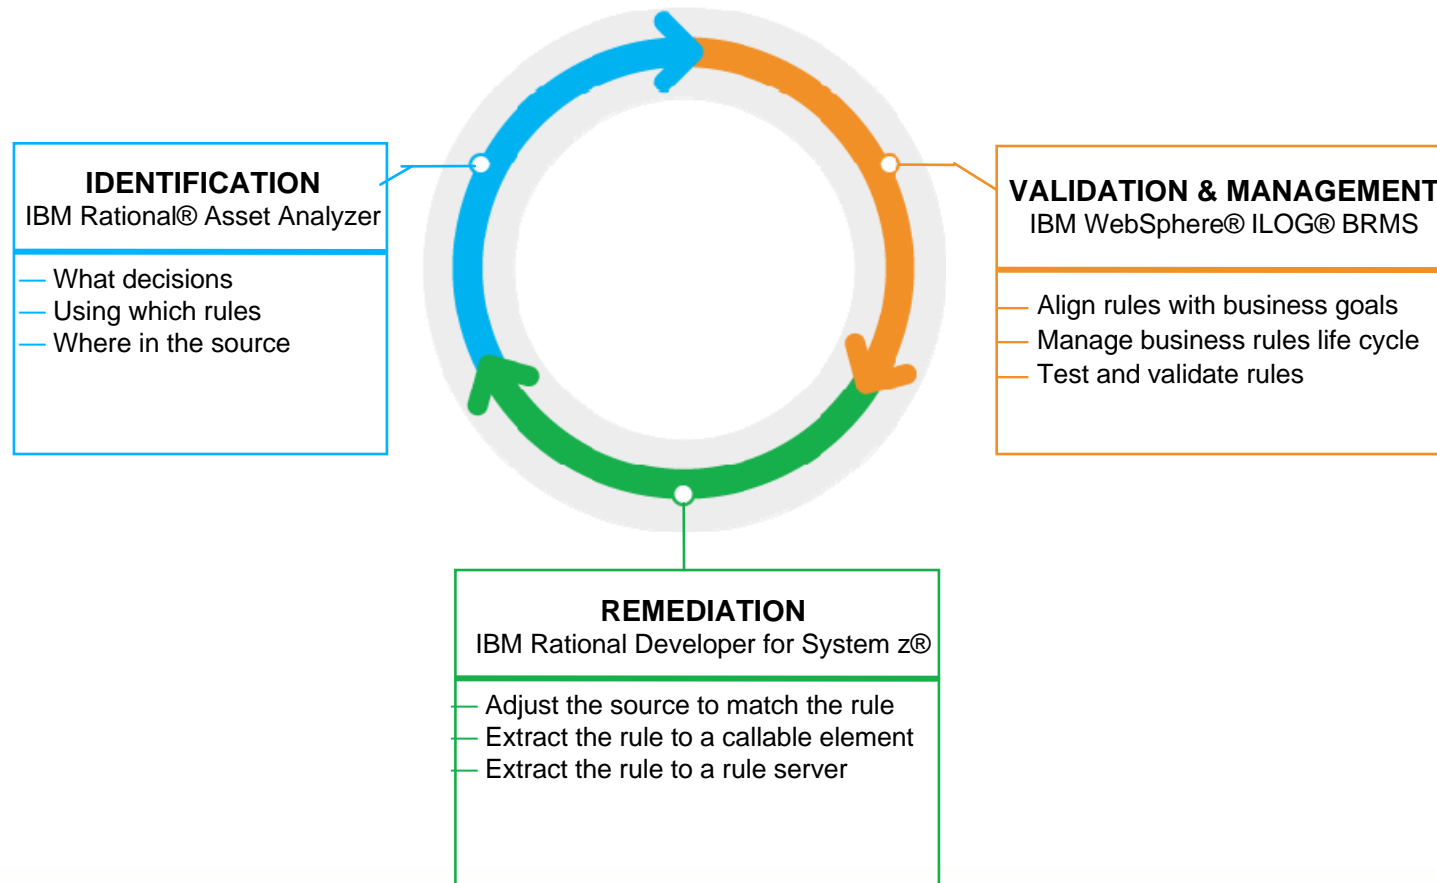 IDENTIFICATION
IBM Rational® Asset Analyzer
What decisions
Using which rules
Where in the source
VALIDATION & MANAGEMENT
IBM WebSphere® ILOG® BRMS
Align rules with business goals
Manage business rules life cycle
Test and validate rules
REMEDIATION
IBM Rational Developer for System z®
Adjust the source to match the rule
Extract the rule to a callable element
Extract the rule to a rule server